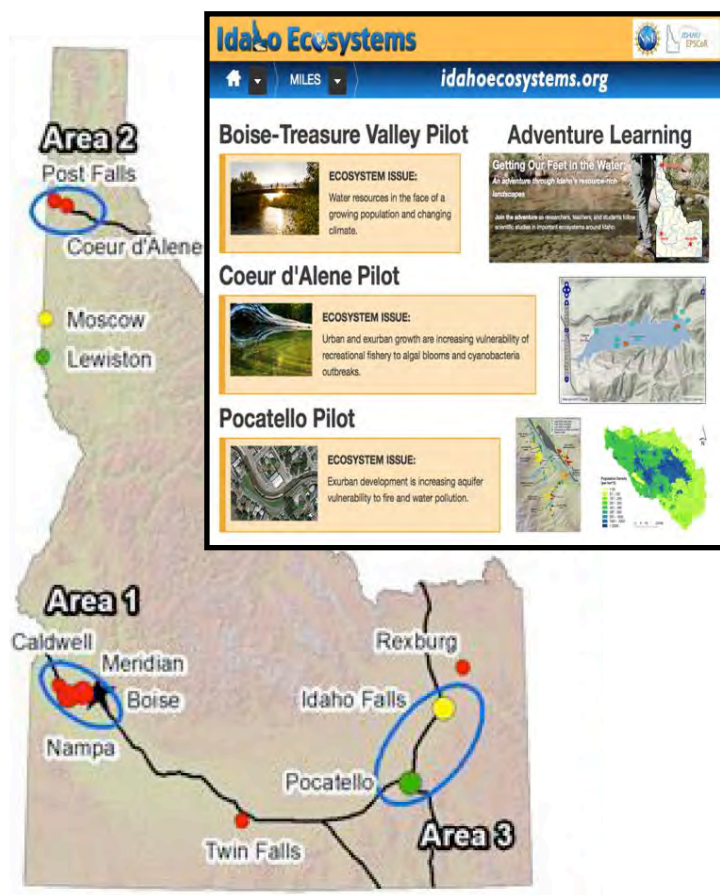 Idaho Ecosystems
NSF
IDAHO
EPSCoR
MILES
idahoecosystems.org
Boise-Treasure Valley Pilot
ECOSYSTEM ISSUE:
Water resources in the face of a
growing population and changing
climate.
Adventure Learning
Getting Our Feet in the Water:
An adventure through Idaho's resource-rich
landscapes
Join the adventure as researchers, teachers, and students follow
scientific studies in important ecosystems around Idaho.
Coeur d'Alene Pilot
ECOSYSTEM ISSUE:
Urban and exurban growth are increasing vulnerability of
recreational fishery to algal blooms and cyanobacteria
outbreaks.
Pocatello Pilot
ECOSYSTEM ISSUE:
Exurban development is increasing aquifer
vulnerability to fire and water pollution.
Population Density
Area 2
Post Falls
Coeur d'Alene
Moscow
Lewiston
Area 1
Caldwell
Meridian
Boise
Nampa
Rexburg
Idaho Falls
Pocatello
Area 3
Twin Falls